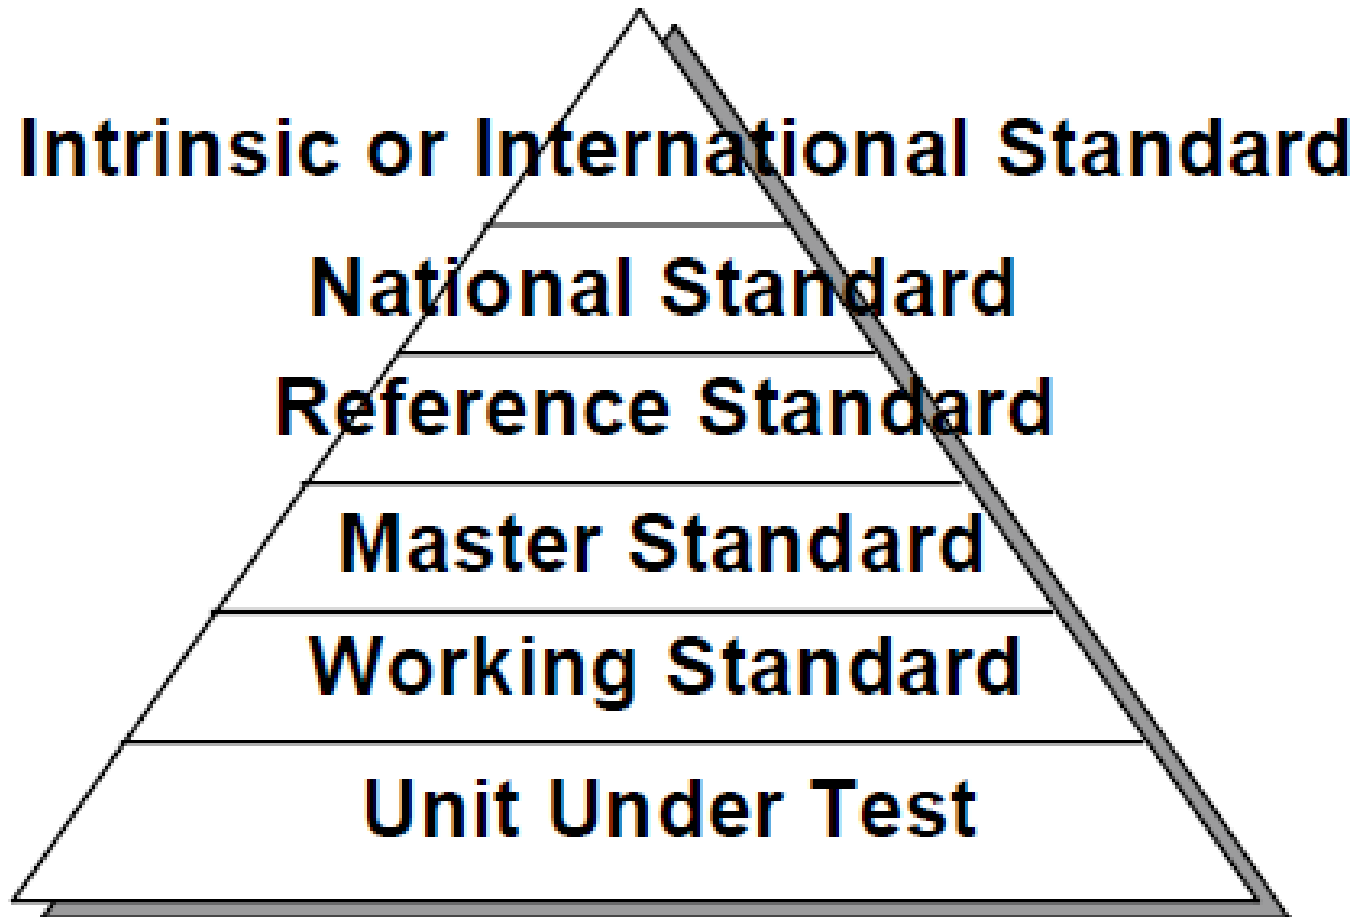 Intrinsic or International Standard
National Standard
Reference Standard
Master Standard
Working Standard
Unit Under Test